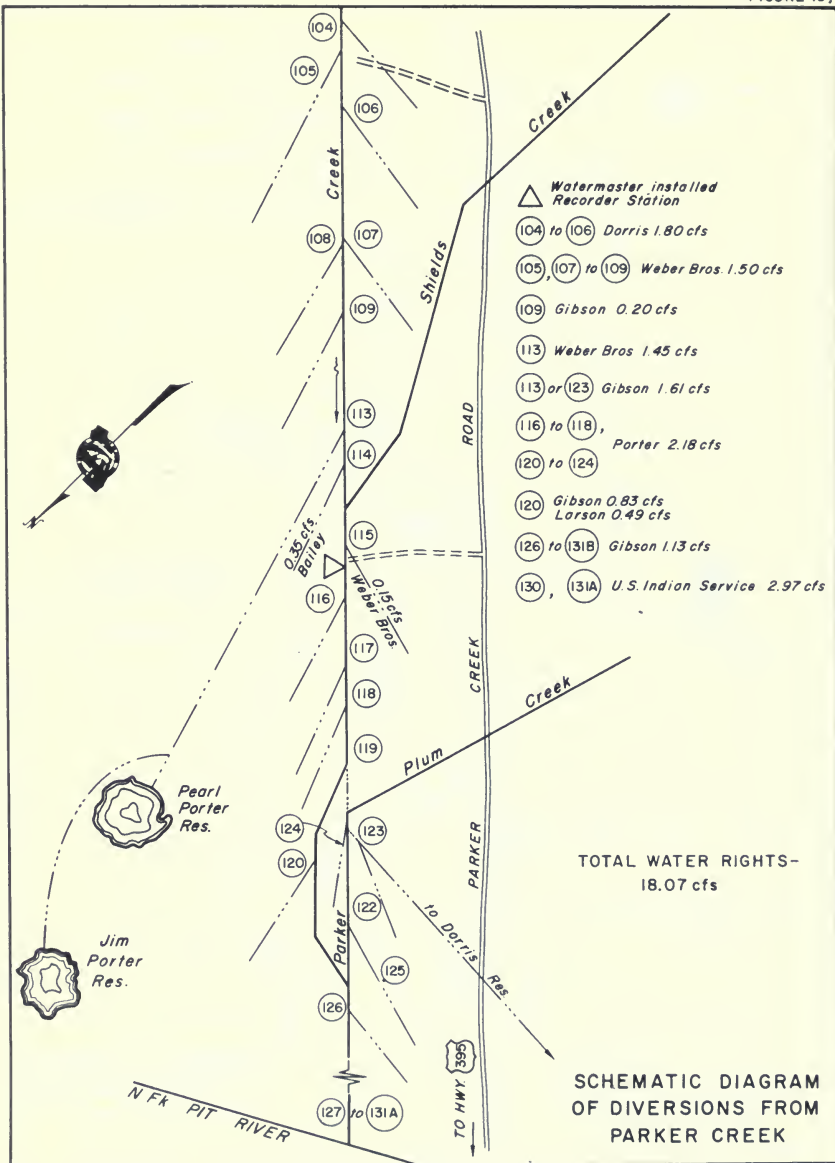 104
105
106
Creek
108
107
109
113
114
Shields
Creek
ROAD
115
0.35 cfs
Bailey
0.15 cfs
Weber Bros.
116
117
118
119
CREEK
Plum
Creek
Pearl
Porter
Res.
124
123
120
122
Parker
125
to Dorris Res
PARKER
Jim
Porter
Res.
126
N Fk PIT RIVER
127 to 131A
TO HWY. 395
Watermaster installed
Recorder Station
104 to 106 Dorris 1.80 cfs
105, 107 to 109 Weber Bros. 1.50 cfs
109 Gibson 0.20 cfs
113 Weber Bros 1.45 cfs
113 or 123 Gibson 1.61 cfs
116 to 118,
Porter 2.18 cfs
120 to 124
120 Gibson 0.83 cfs
Larson 0.49 cfs
126 to 131B Gibson 1.13 cfs
130, 131A U.S. Indian Service 2.97 cfs
TOTAL WATER RIGHTS-
18.07 cfs
SCHEMATIC DIAGRAM
OF DIVERSIONS FROM
PARKER CREEK